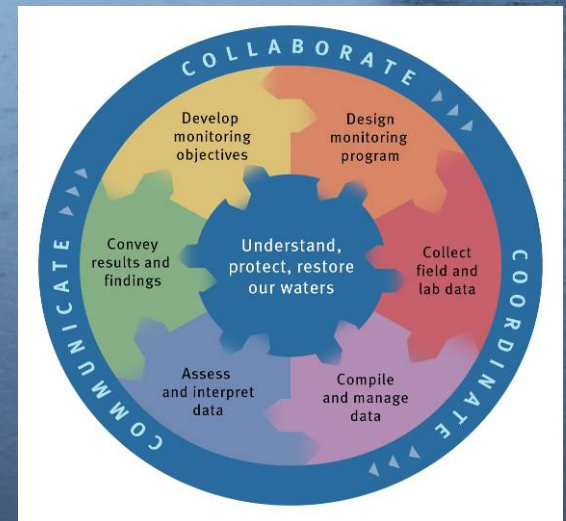 COLLABORATE
Develop
monitoring
objectives
Design
monitoring
program
Convey
results and
findings
Understand,
protect, restore
our waters
Collect
field and
lab data
Assess
and interpret
data
Compile
and manage
data
COMMUNICATE
COORDINATE